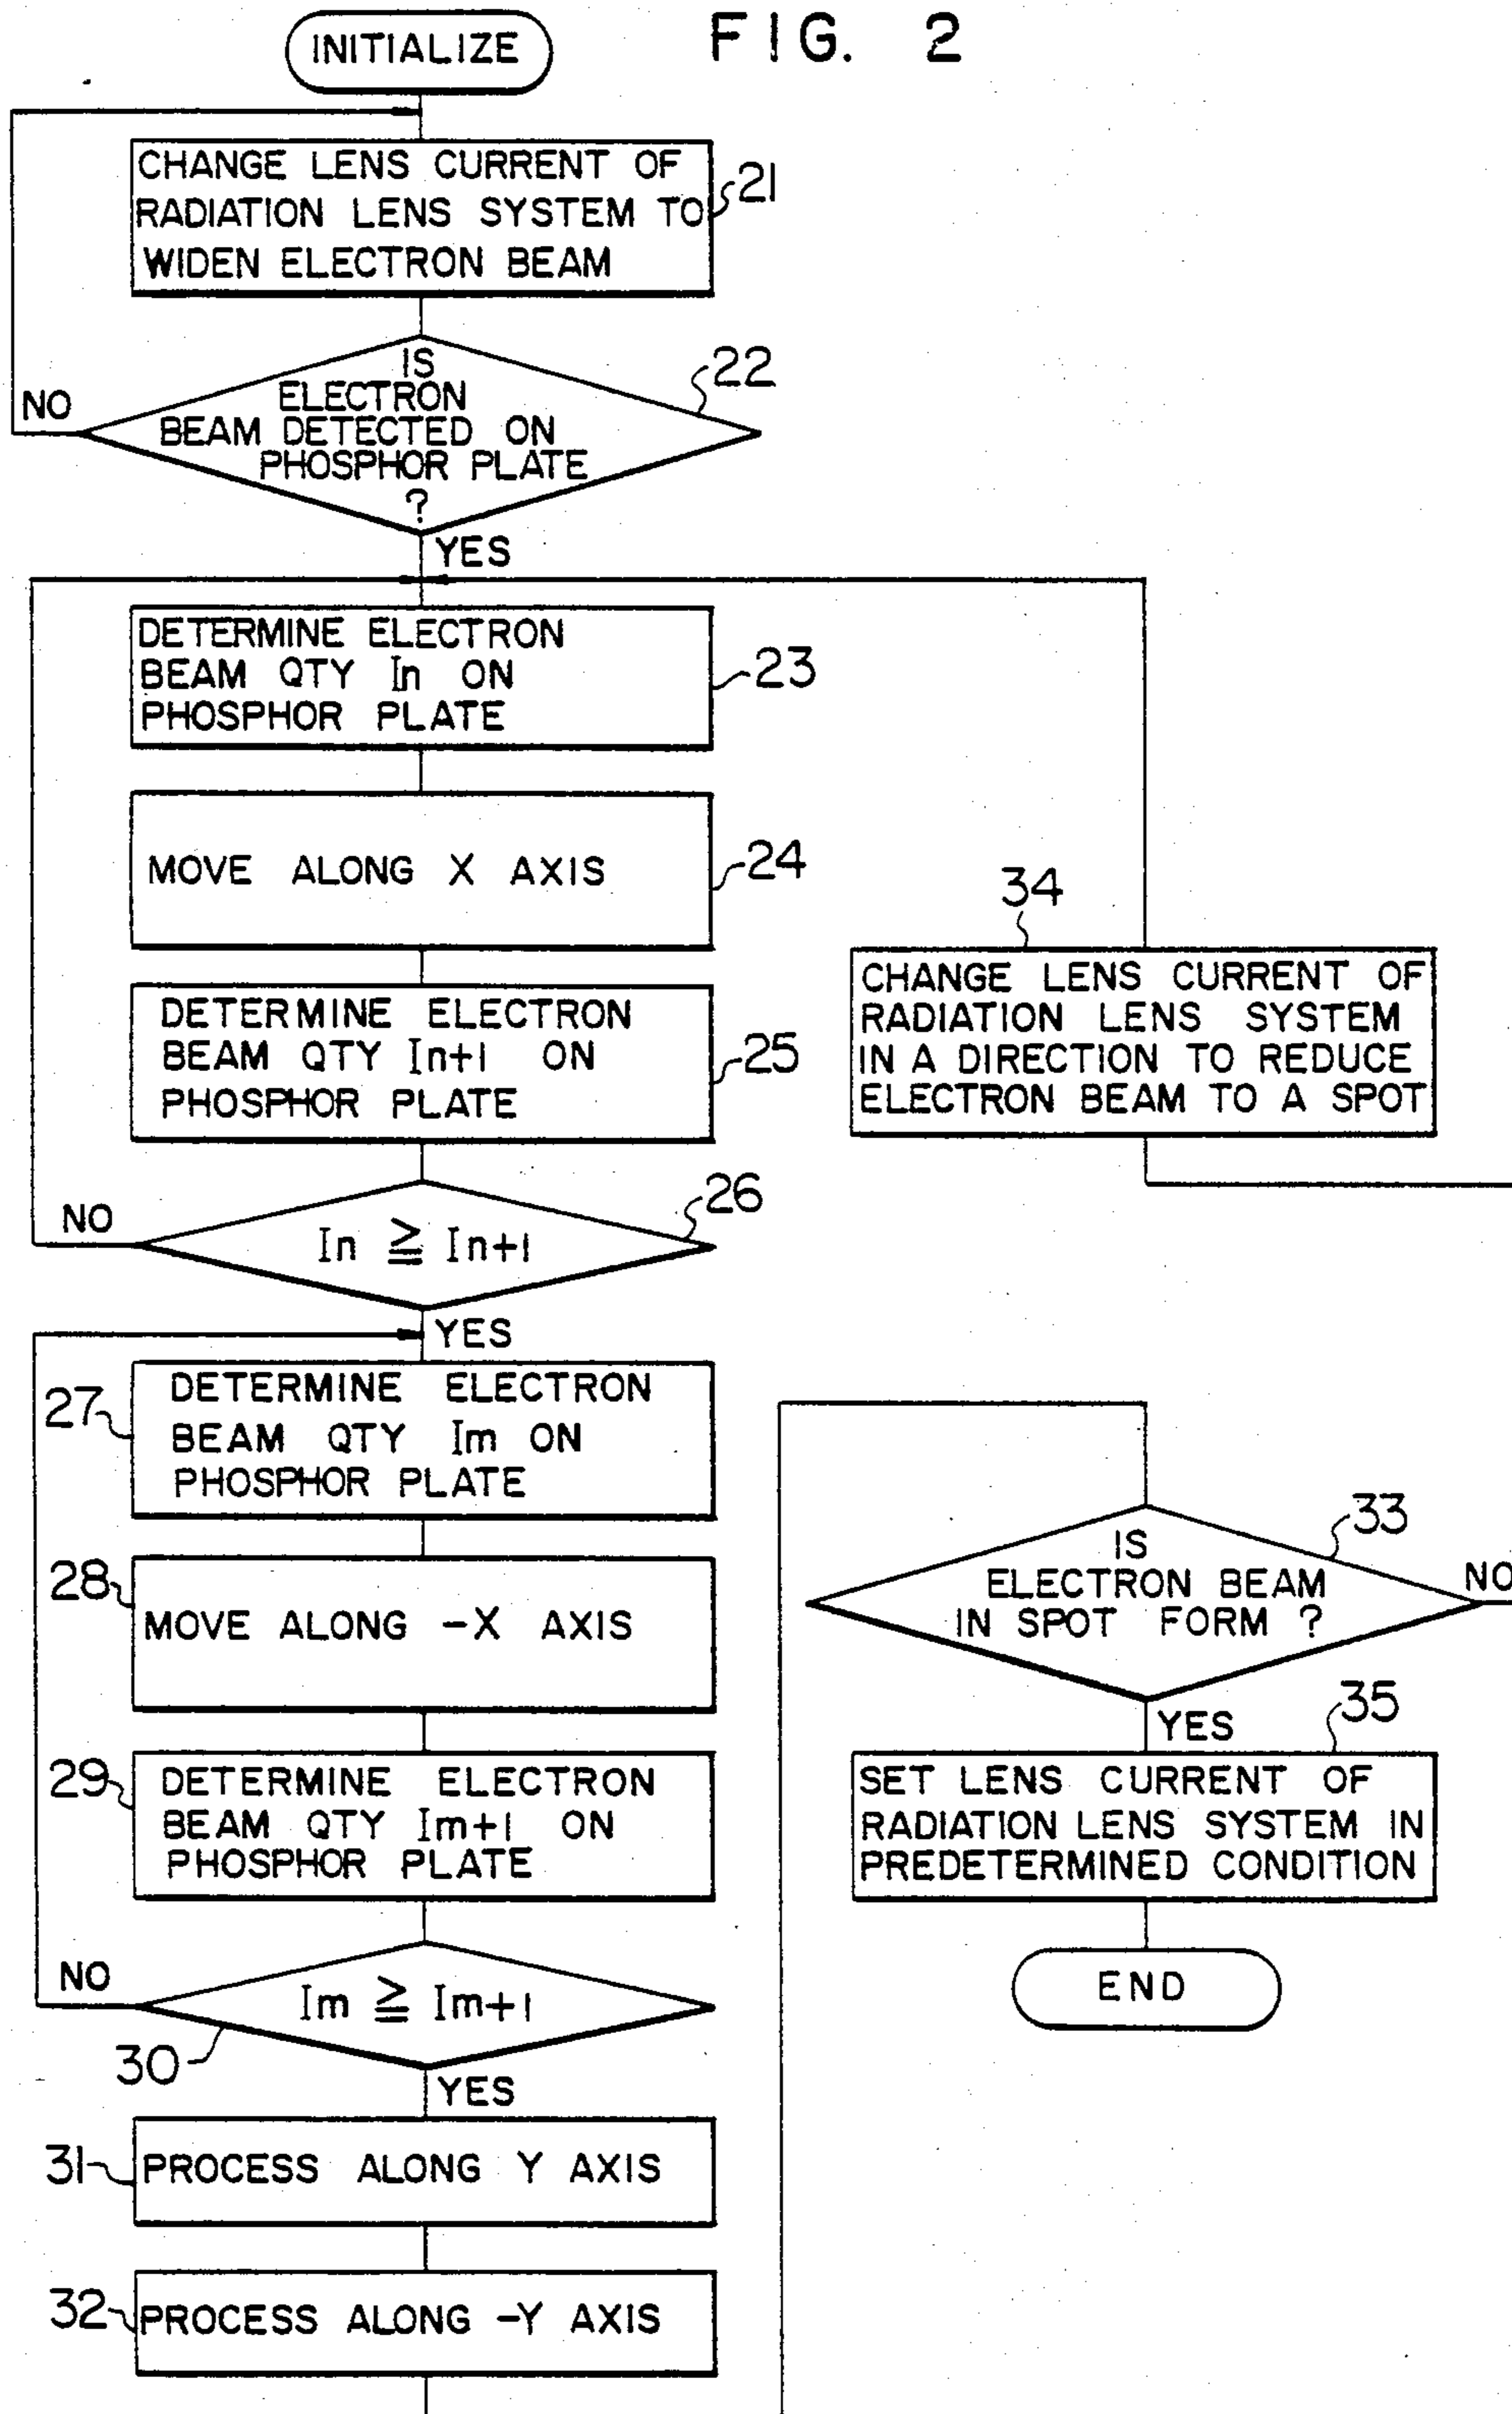 FIG. 2
INITIALIZE
CHANGE LENS CURRENT OF
RADIATION LENS SYSTEM TO
WIDEN ELECTRON BEAM
21
IS
ELECTRON
BEAM DETECTED ON
PHOSPHOR PLATE
?
22
NO
YES
DETERMINE ELECTRON
BEAM QTY In ON
PHOSPHOR PLATE
23
MOVE ALONG X AXIS
24
DETERMINE ELECTRON
BEAM QTY In+1 ON
PHOSPHOR PLATE
25
In ≧ In+1
26
NO
YES
27
DETERMINE ELECTRON
BEAM QTY Im ON
PHOSPHOR PLATE
28
MOVE ALONG -X AXIS
29
DETERMINE ELECTRON
BEAM QTY Im+1 ON
PHOSPHOR PLATE
NO
Im ≧ Im+1
30
YES
31
PROCESS ALONG Y AXIS
32
PROCESS ALONG -Y AXIS
34
CHANGE LENS CURRENT OF
RADIATION LENS SYSTEM
IN A DIRECTION TO REDUCE
ELECTRON BEAM TO A SPOT
33
IS
ELECTRON BEAM
IN SPOT FORM ?
NO
YES
35
SET LENS CURRENT OF
RADIATION LENS SYSTEM IN
PREDETERMINED CONDITION
END